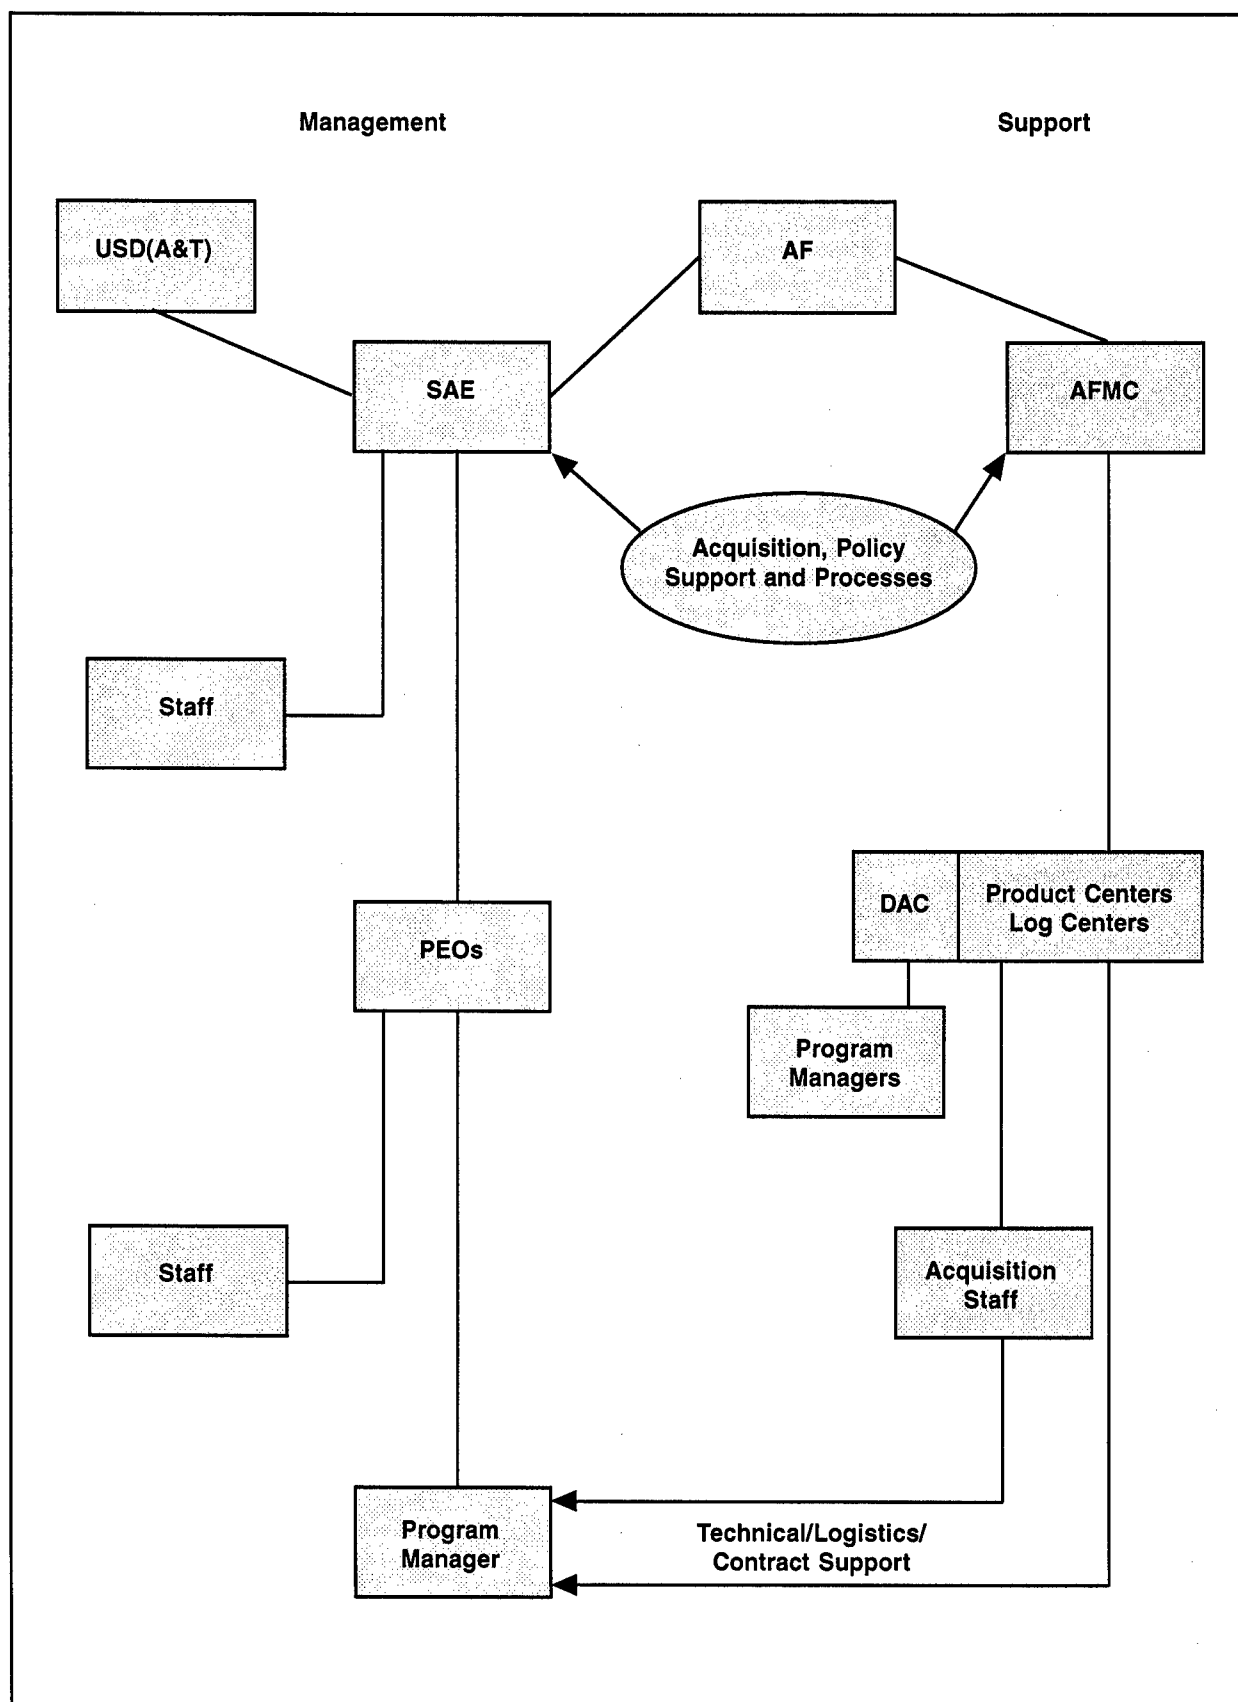 Management
Support
USD(A&T)
AF
SAE
AFMC
Acquisition, Policy
Support and Processes
Staff
DAC
Product Centers
Log Centers
PEOs
Program
Managers
Staff
Acquisition
Staff
Program
Manager
Technical/Logistics/
Contract Support